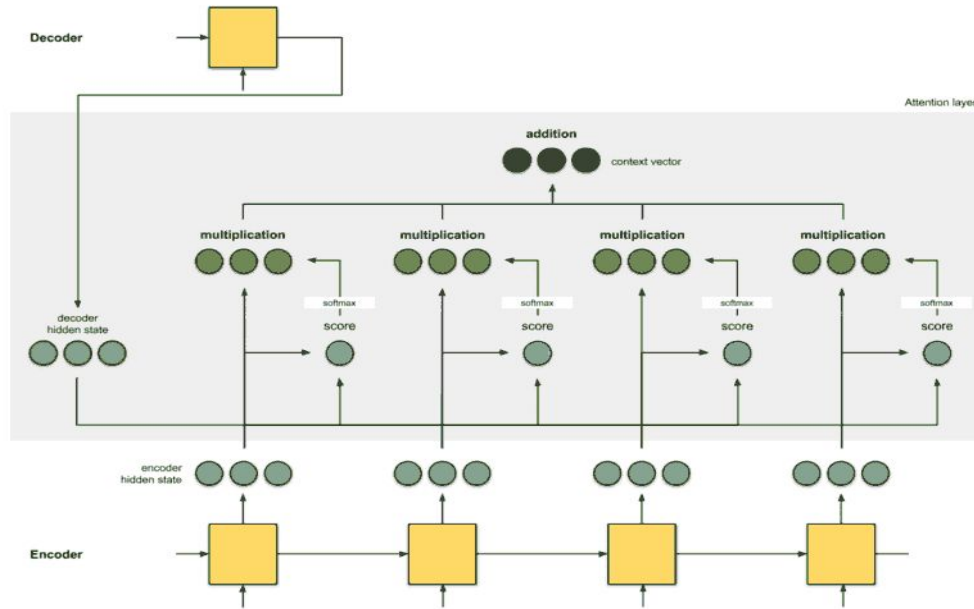 Decoder
Attention layer
addition
context vector
multiplication
multiplication
multiplication
multiplication
softmax
softmax
softmax
softmax
decoder
hidden state
score
score
score
score
encoder
hidden state
Encoder